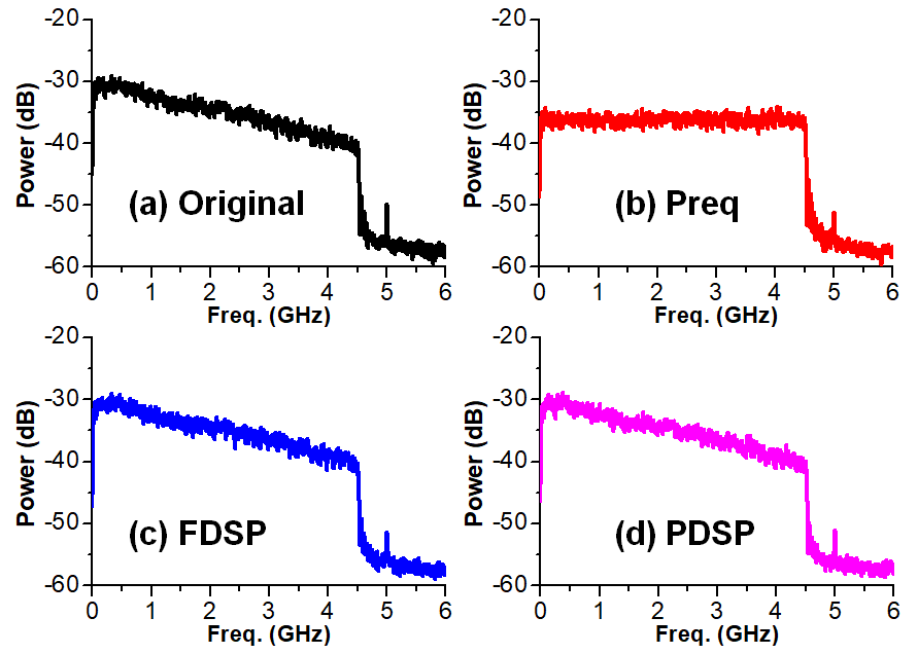 -20
-30
-40
-50
-60
Power (dB)
(a) Original
0 1 2 3 4 5 6
Freq. (GHz)
-20
-30
-40
-50
-60
Power (dB)
(b) Preq
0 1 2 3 4 5 6
Freq. (GHz)
-20
-30
-40
-50
-60
Power (dB)
(c) FDSP
0 1 2 3 4 5 6
Freq. (GHz)
-20
-30
-40
-50
-60
Power (dB)
(d) PDSP
0 1 2 3 4 5 6
Freq. (GHz)